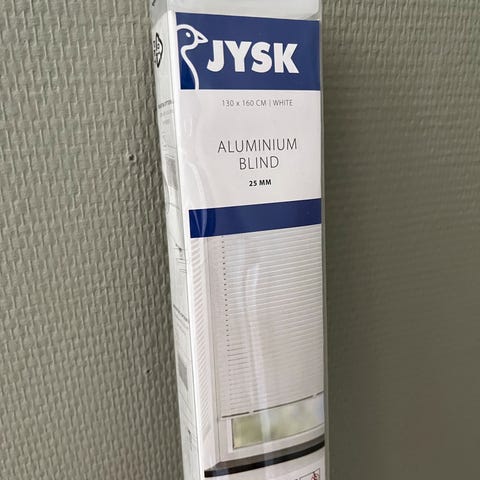 JYSK
130 x 160 CM | WHITE
ALUMINIUM
BLIND
25 MM